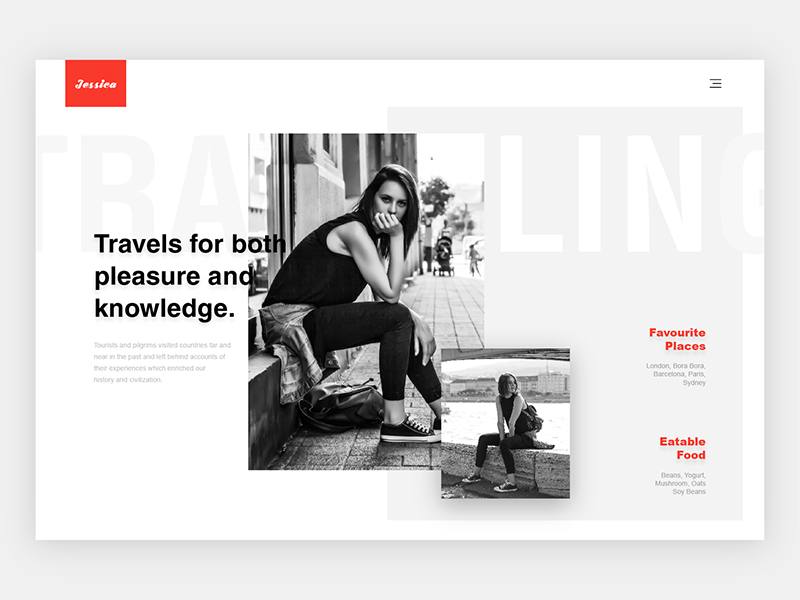 Jessica
TRA LLING
Travels for both
pleasure and
knowledge.
Tourists and pilgrims visited countries far and
near in the past and left behind accounts of
their experiences which enriched our
history and civilization.
Favourite
Places
London, Bora Bora,
Barcelona, Paris,
Sydney
Eatable
Food
Beans, Yogurt,
Mushroom, Oats
Soy Beans